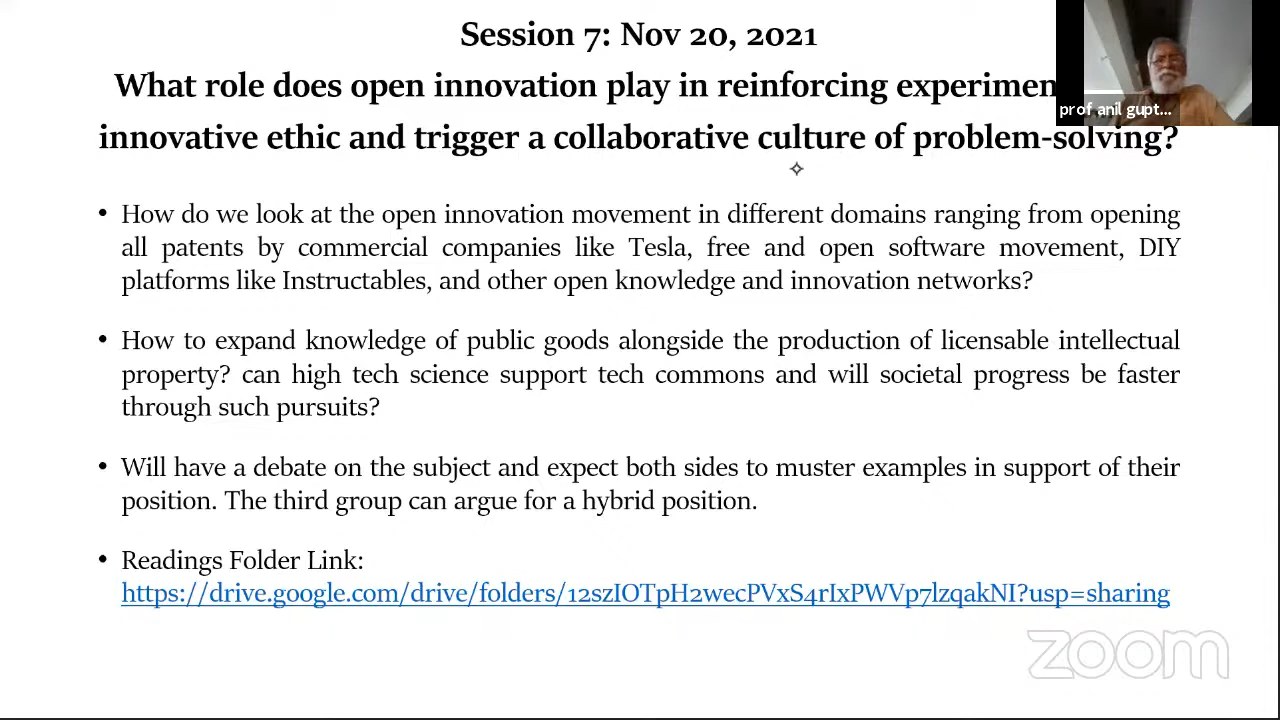 Session 7: Nov 20, 2021
What role does open innovation play in reinforcing
innovative ethic and trigger a collaborative culture of problem-solving?
prof anil gupt...
• How do we look at the open innovation movement in different domains ranging from opening
all patents by commercial companies like Tesla, free and open software movement, DIY
platforms like Instructables, and other open knowledge and innovation networks?
• How to expand knowledge of public goods alongside the production of licensable intellectual
property? can high tech science support tech commons and will societal progress be faster
through such pursuits?
• Will have a debate on the subject and expect both sides to muster examples in support of their
position. The third group can argue for a hybrid position.
• Readings Folder Link:
https://drive.google.com/drive/folders/12szIOTpH2wecPVxS4rIxPWVp7lzqakNI?usp=sharing
zoom